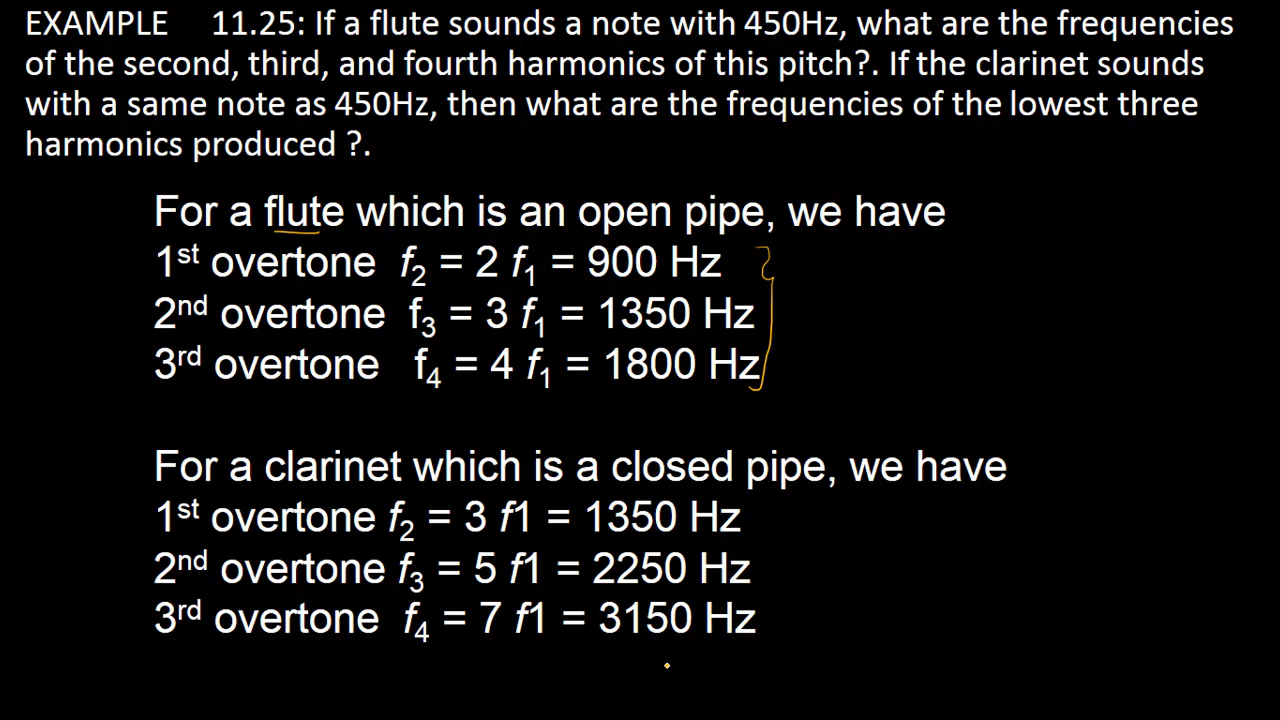 EXAMPLE 11.25: If a flute sounds a note with 450Hz, what are the frequencies
of the second, third, and fourth harmonics of this pitch?. If the clarinet sounds
with a same note as 450Hz, then what are the frequencies of the lowest three
harmonics produced ?.
For a flute which is an open pipe, we have
1st overtone f2 = 2 f1 = 900 Hz
2nd overtone f3 = 3 f1 = 1350 Hz
3rd overtone f4 = 4 f1 = 1800 Hz
For a clarinet which is a closed pipe, we have
1st overtone f2 = 3 f1 = 1350 Hz
2nd overtone f3 = 5 f1 = 2250 Hz
3rd overtone f4 = 7 f1 = 3150 Hz